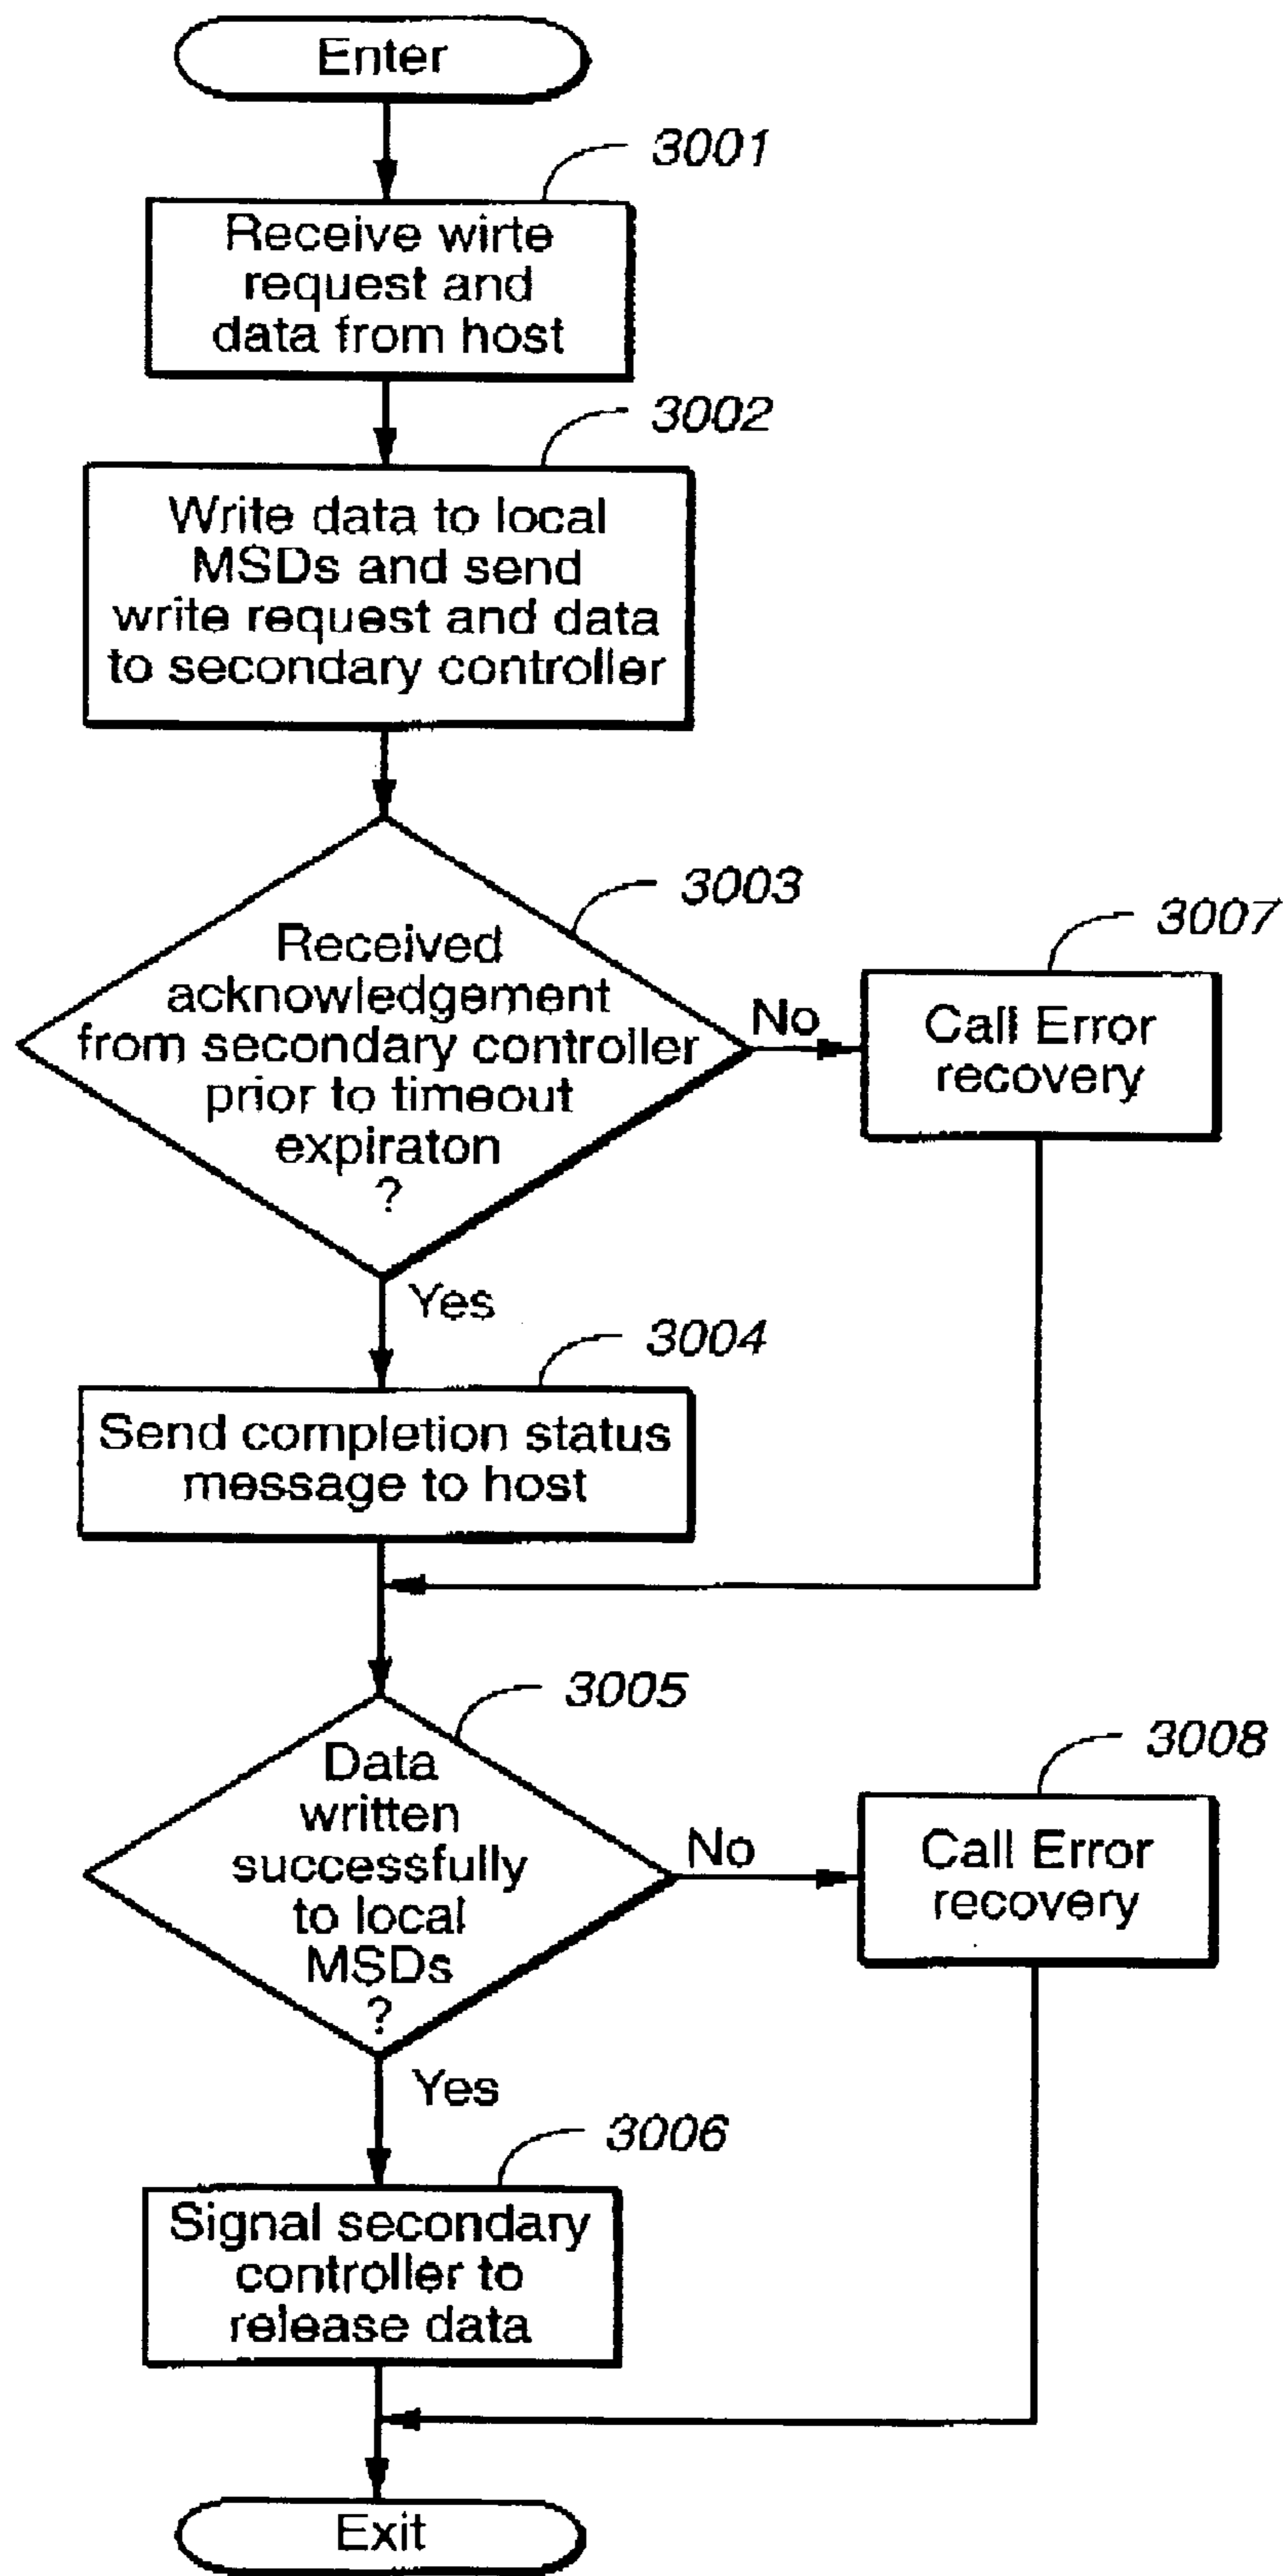 Enter
3001
Receive wirte
request and
data from host
3002
Write data to local
MSDs and send
write request and data
to secondary controller
3003
Received
acknowledgement
from secondary controller
prior to timeout
expiraton
?
No
3007
Call Error
recovery
Yes
3004
Send completion status
message to host
3005
Data
written
successfully
to local
MSDs
?
No
3008
Call Error
recovery
Yes
3006
Signal secondary
controller to
release data
Exit